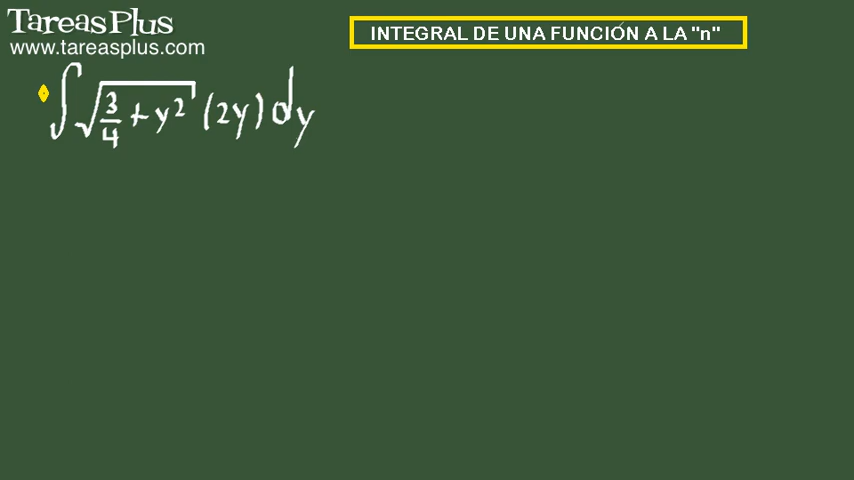 TareasPlus
www.tareasplus.com
INTEGRAL DE UNA FUNCIÓN A LA "n"
∫ √(3/4 + y²) (2y) dy